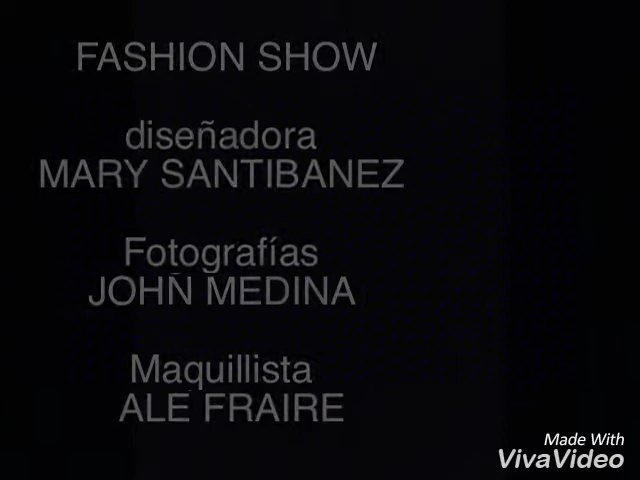 FASHION SHOW
diseñadora
MARY SANTIBANEZ
Fotografías
JOHN MEDINA
Maquillista
ALE FRAIRE
Made With
VivaVideo